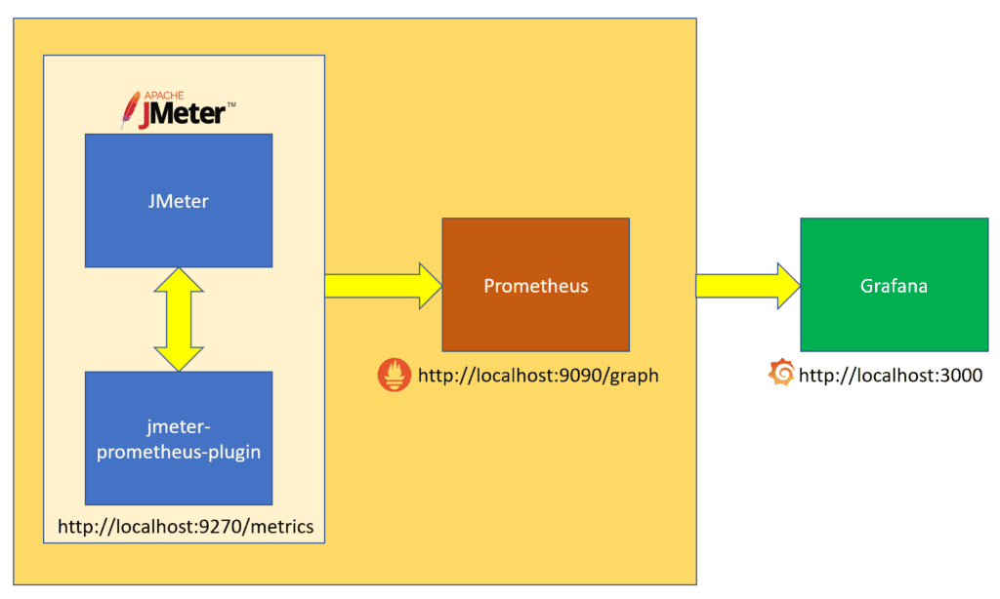 APACHE
JMeter™
JMeter
jmeter-
prometheus-plugin
http://localhost:9270/metrics
Prometheus
http://localhost:9090/graph
Grafana
http://localhost:3000